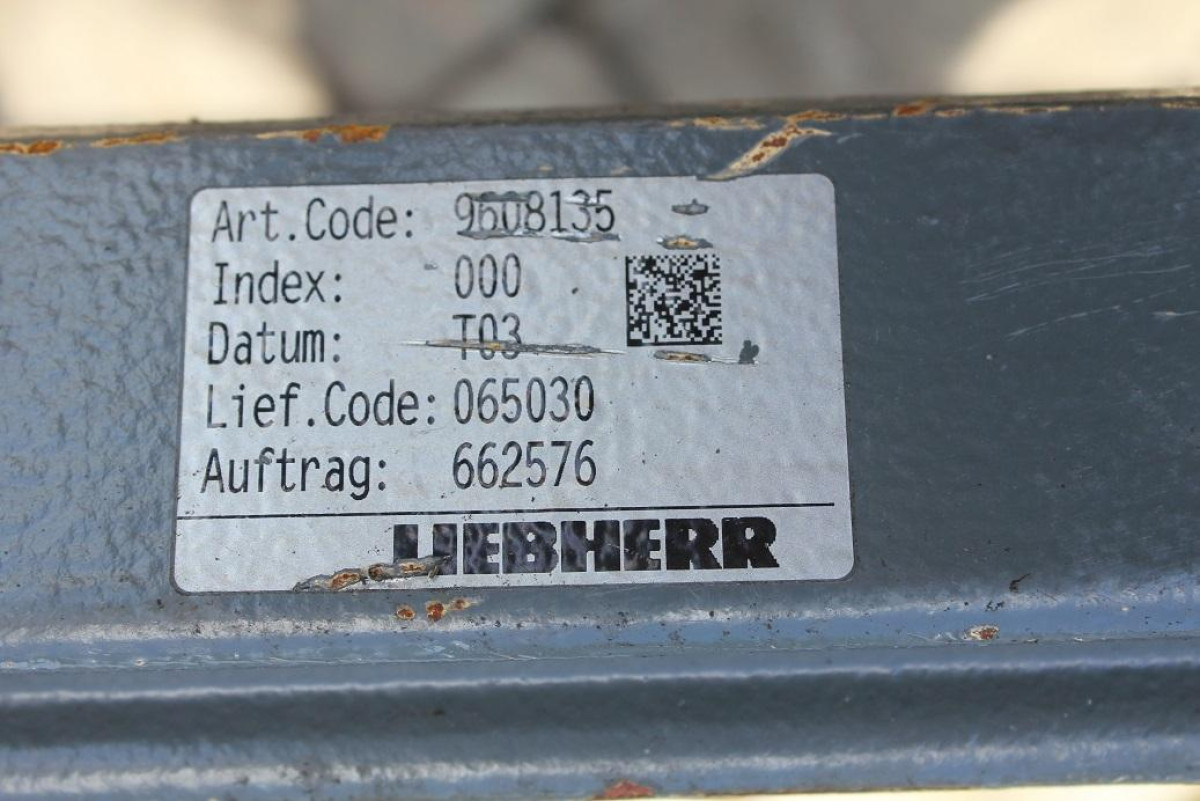 Art.Code: 9608135
Index: 000
Datum: T03
Lief.Code: 065030
Auftrag: 662576
LIEBHERR